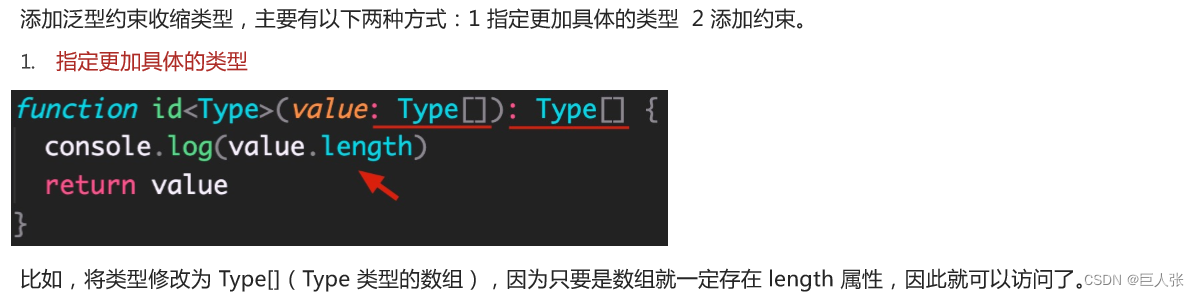 添加泛型约束收缩类型，主要有以下两种方式：1 指定更加具体的类型 2 添加约束。
1. 指定更加具体的类型
function id<Type>(value: Type[]): Type[] {
console.log(value.length)
return value
}
比如，将类型修改为 Type[]（Type 类型的数组），因为只要是数组就一定存在 length 属性，因此就可以访问了。
CSDN @巨人张